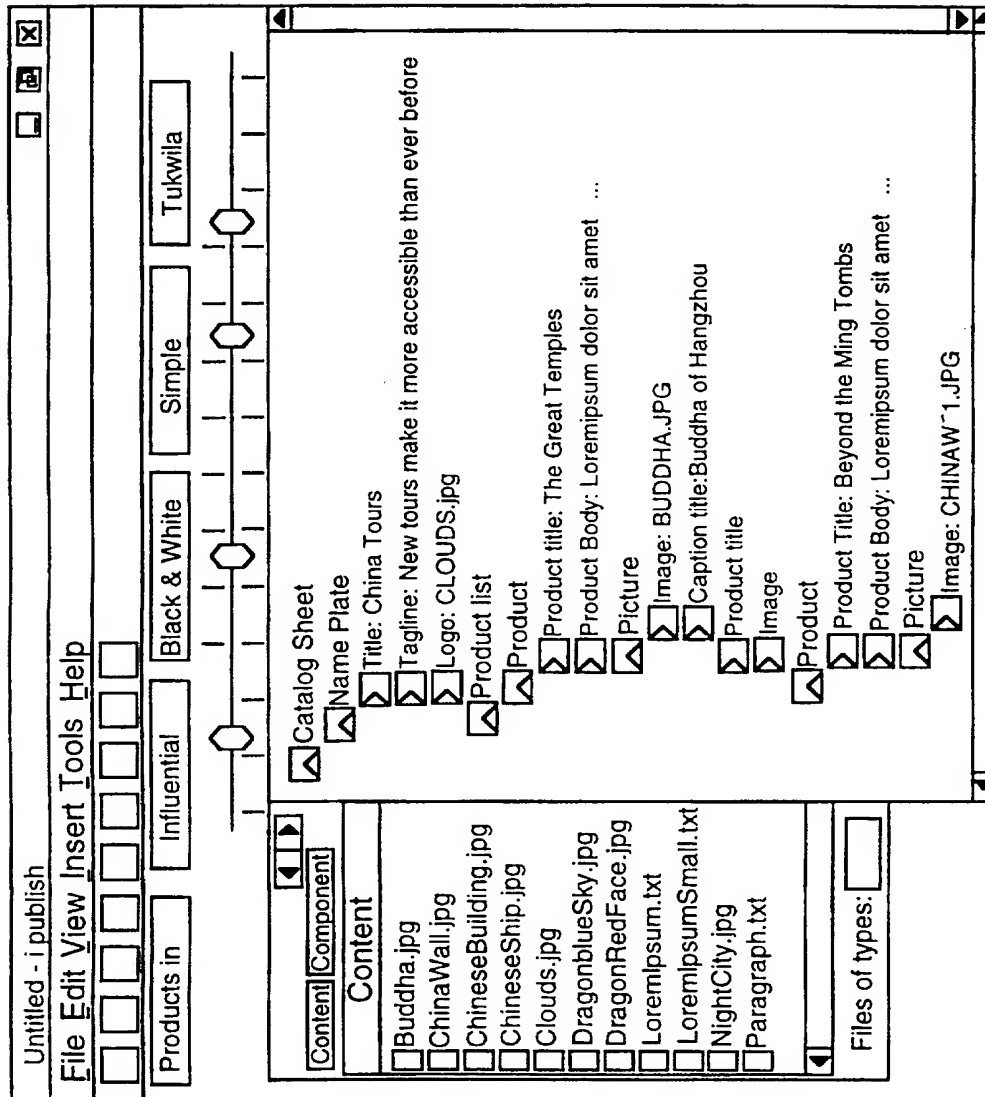 Untitled - i publish
File Edit View Insert Tools Help
Products in
Influential
Black & White
Simple
Tukwila
Content
Component
Content
Buddha.jpg
ChinaWall.jpg
ChineseBuilding.jpg
ChineseShip.jpg
Clouds.jpg
DragonblueSky.jpg
DragonRedFace.jpg
LoremIpsum.txt
LoremIpsumSmall.txt
NightCity.jpg
Paragraph.txt
Files of types:
Catalog Sheet
Name Plate
Title: China Tours
Tagline: New tours make it more accessible than ever before
Logo: CLOUDS.jpg
Product list
Product
Product title: The Great Temples
Product Body: Loremipsum dolor sit amet ...
Picture
Image: BUDDHA.JPG
Caption title:Buddha of Hangzhou
Product title
Image
Product
Product Title: Beyond the Ming Tombs
Product Body: Loremipsum dolor sit amet ...
Picture
Image: CHINAW~1.JPG